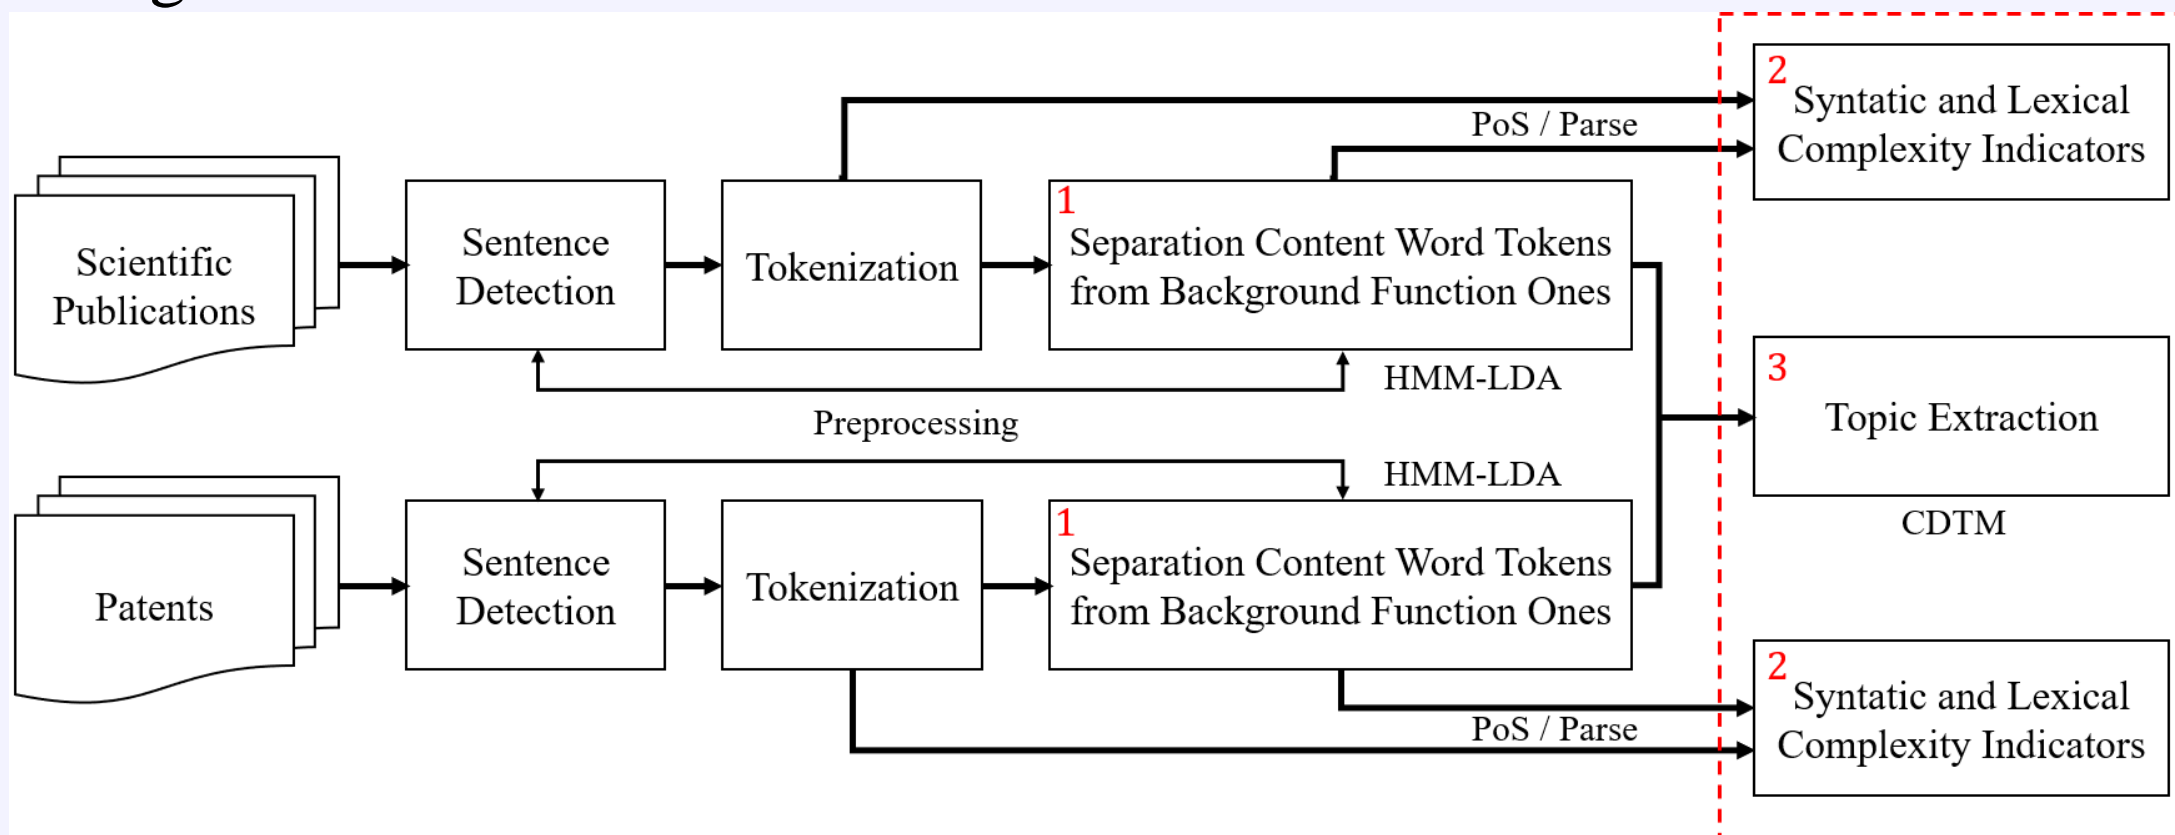 2
Syntatic and Lexical
Complexity Indicators
PoS / Parse
Scientific
Publications
Sentence
Detection
Tokenization
1
Separation Content Word Tokens
from Background Function Ones
HMM-LDA
Preprocessing
3
Topic Extraction
CDTM
HMM-LDA
Patents
Sentence
Detection
Tokenization
1
Separation Content Word Tokens
from Background Function Ones
PoS / Parse
2
Syntatic and Lexical
Complexity Indicators